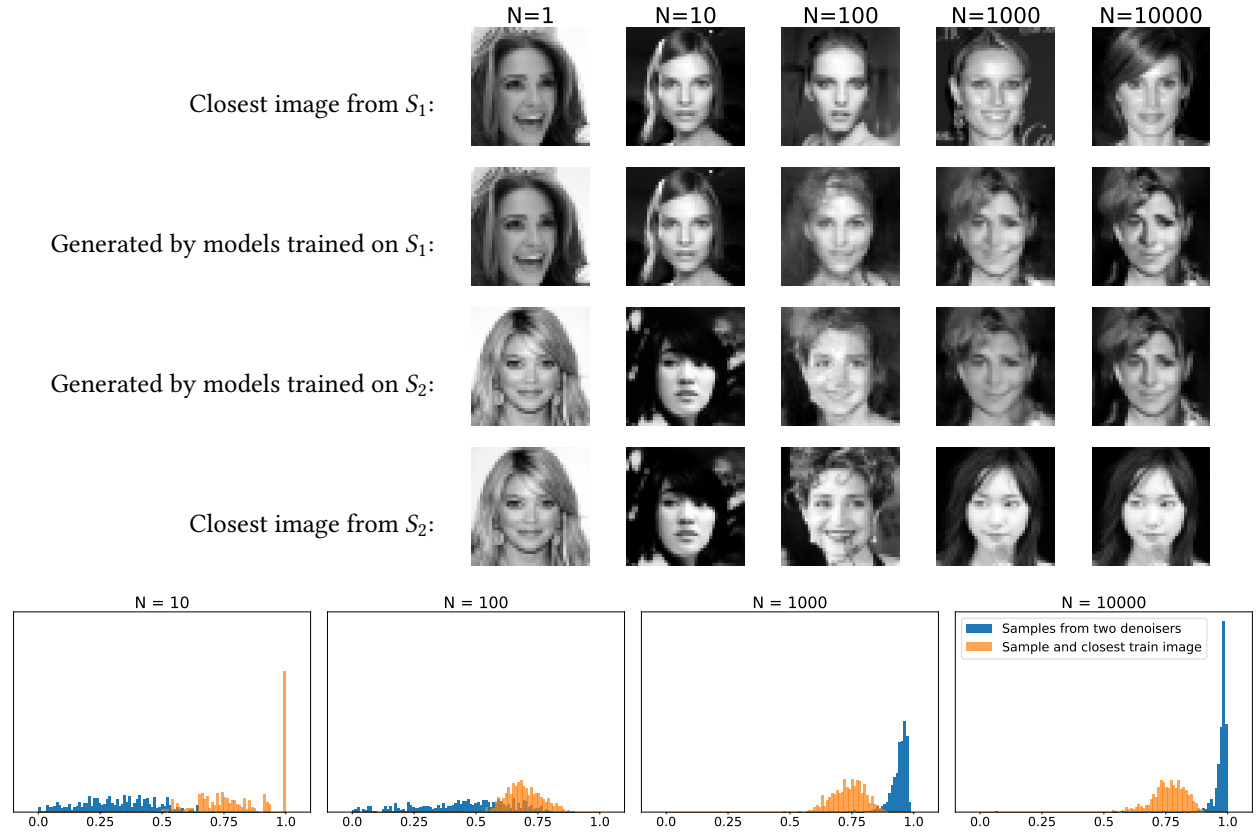 N=1 N=10 N=100 N=1000 N=10000
Closest image from S₁:
Generated by models trained on S₁:
Generated by models trained on S₂:
Closest image from S₂:
N = 10
0.0 0.25 0.5 0.75 1.0
N = 100
0.0 0.25 0.5 0.75 1.0
N = 1000
0.0 0.25 0.5 0.75 1.0
N = 10000
Samples from two denoisers
Sample and closest train image
0.0 0.25 0.5 0.75 1.0